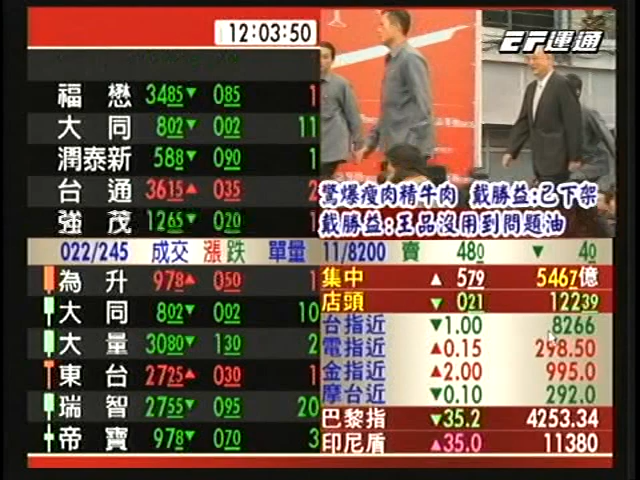 12:03:50
EF運通
福懋 3485▼ 085 1
大同 802▼ 002 11
潤泰新 588▼ 090 1
台通 3615▲ 035 2
強茂 1265▼ 020 1
驚爆瘦肉精牛肉 戴勝益:已下架
戴勝益:王品沒用到問題油
022/245 成交 漲跌 單量 11/8200 賣 480 ▼ 40
為升 978▲ 050 1
大同 802▼ 002 10
大量 3080▼ 130 2
東台 2725▲ 030 1
瑞智 2755▼ 095 20
帝寶 978▼ 070 3
集中 ▲ 579 5467億
店頭 ▼ 021 12239
台指近 ▼1.00 8266
電指近 ▲0.15 298.50
金指近 ▲2.00 995.0
摩台近 ▼0.10 292.0
巴黎指 ▼35.2 4253.34
印尼盾 ▲35.0 11380